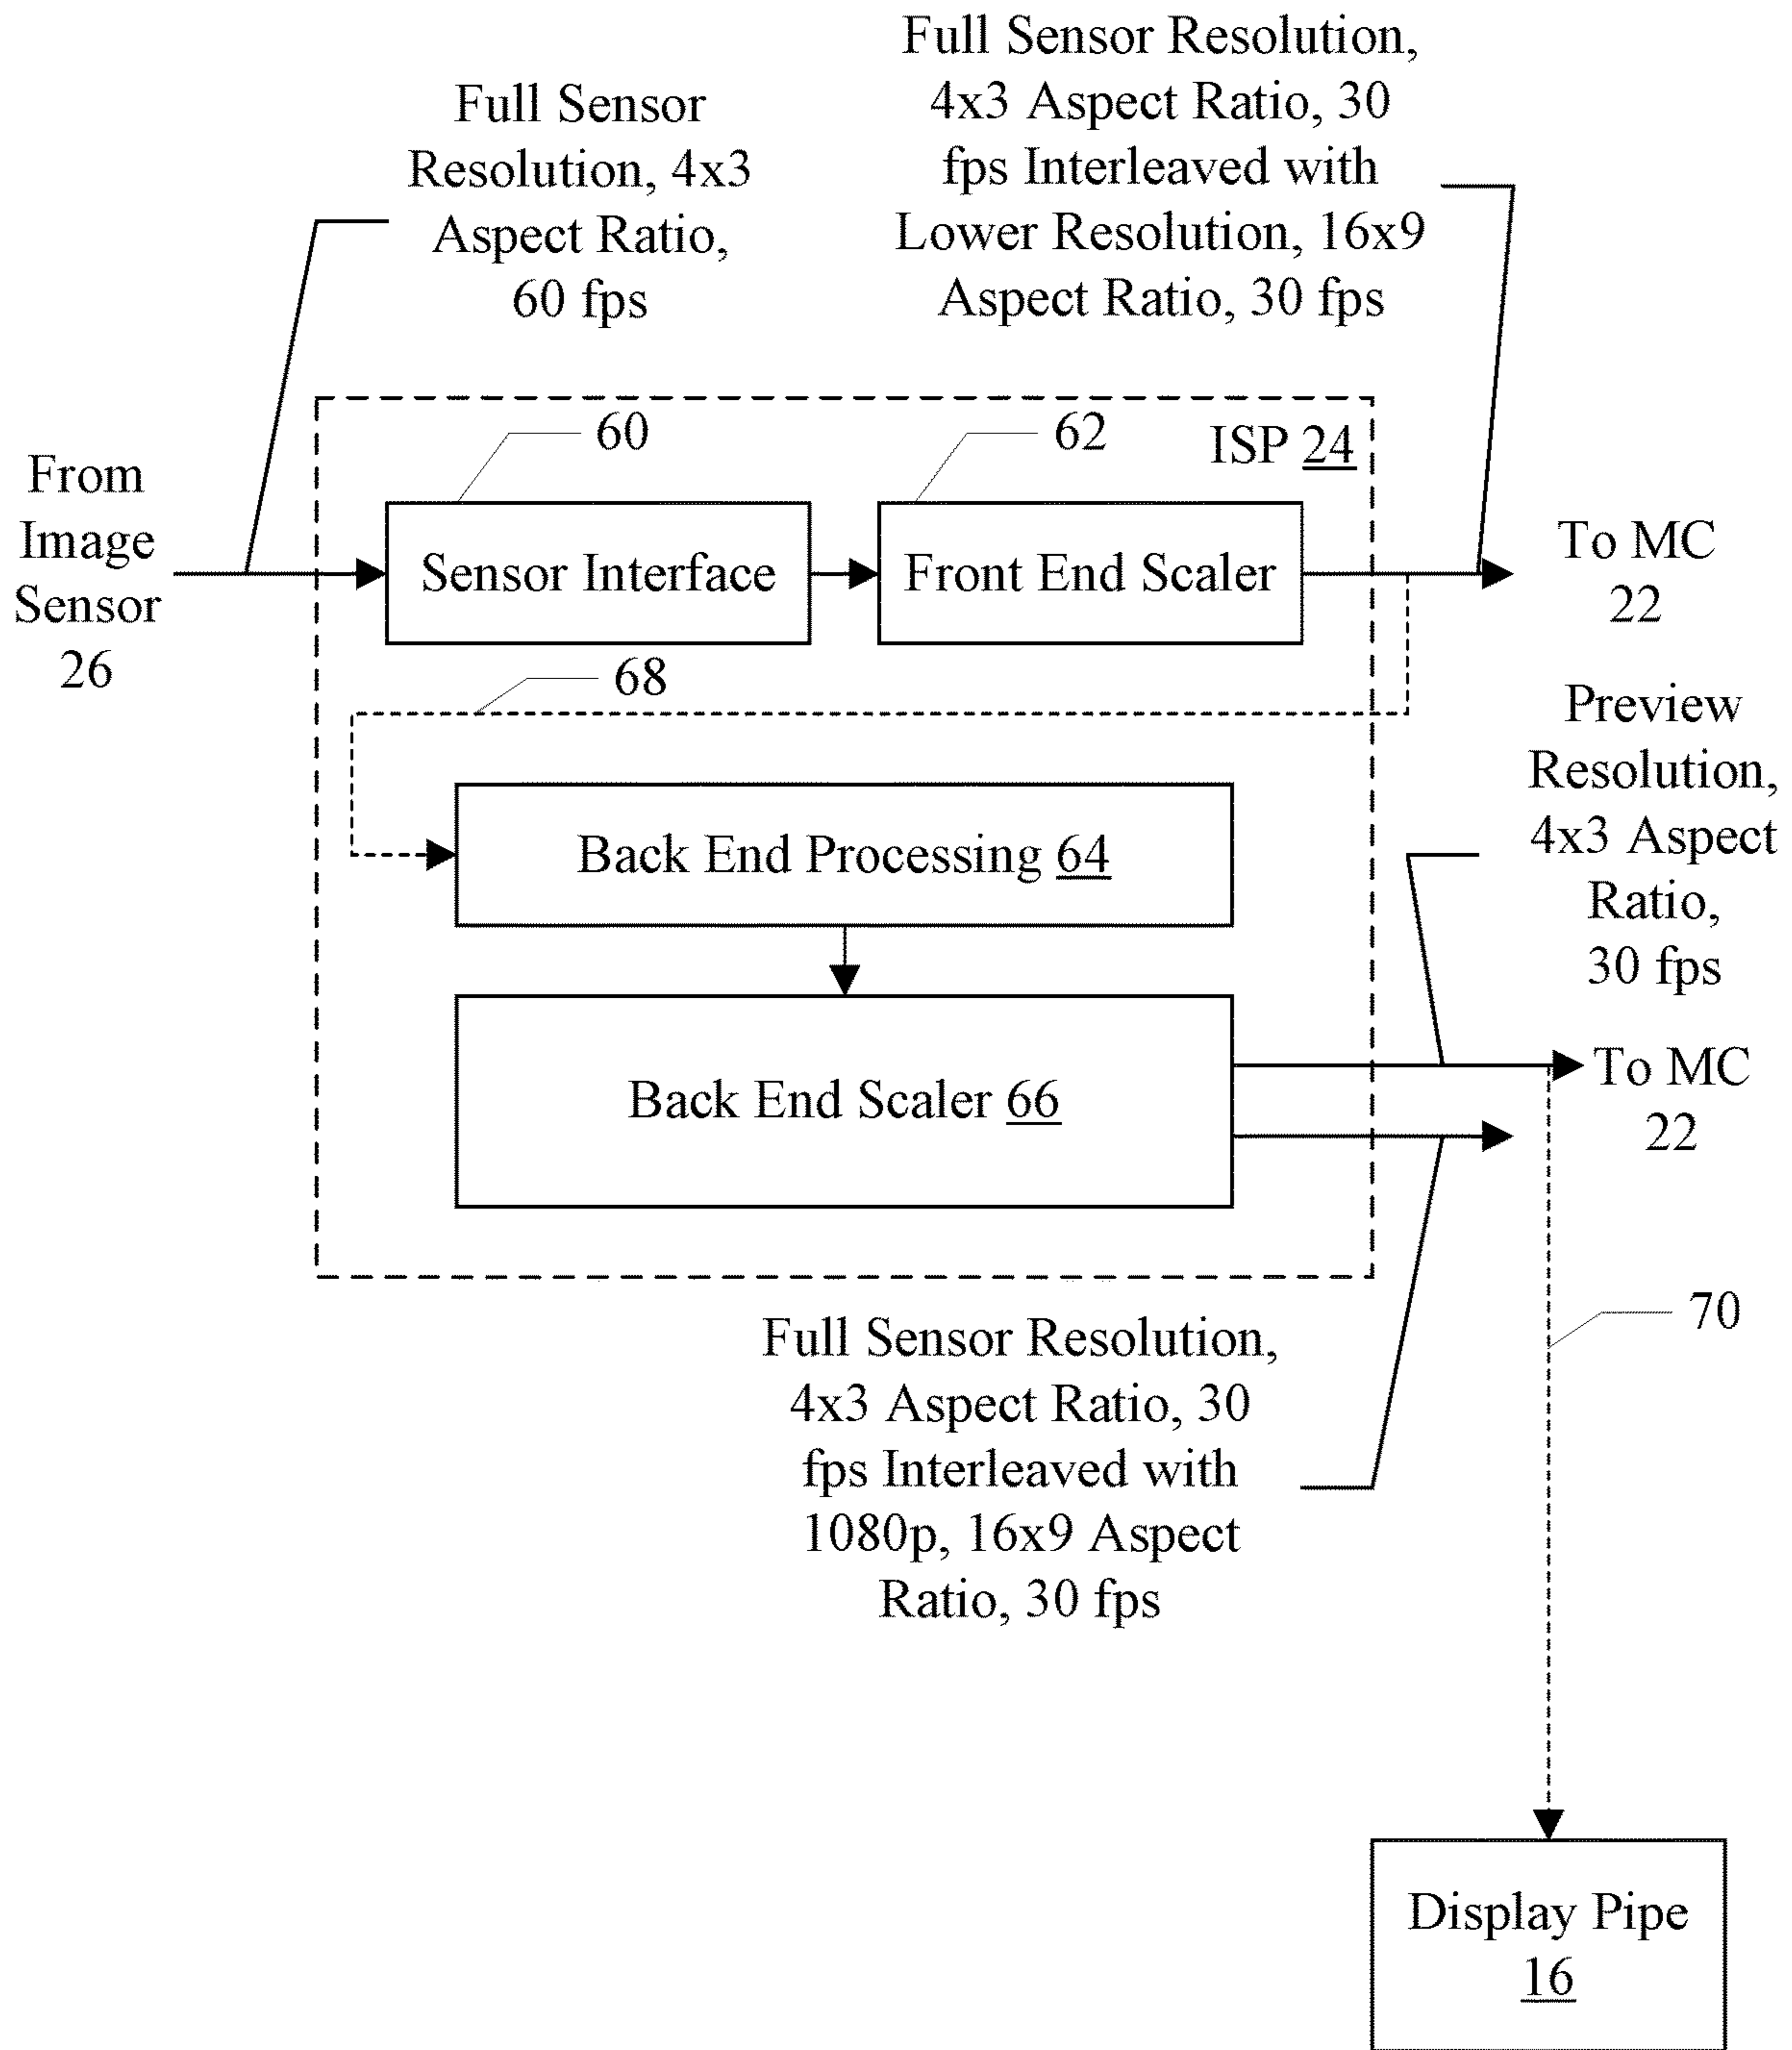 Full Sensor Resolution,
4x3 Aspect Ratio, 30
fps Interleaved with
Lower Resolution, 16x9
Aspect Ratio, 30 fps
Full Sensor
Resolution, 4x3
Aspect Ratio,
60 fps
60
62
ISP 24
From
Image
Sensor
26
Sensor Interface
Front End Scaler
To MC
22
68
Preview
Resolution,
4x3 Aspect
Ratio,
30 fps
Back End Processing 64
Back End Scaler 66
To MC
22
70
Full Sensor Resolution,
4x3 Aspect Ratio, 30
fps Interleaved with
1080p, 16x9 Aspect
Ratio, 30 fps
Display Pipe
16